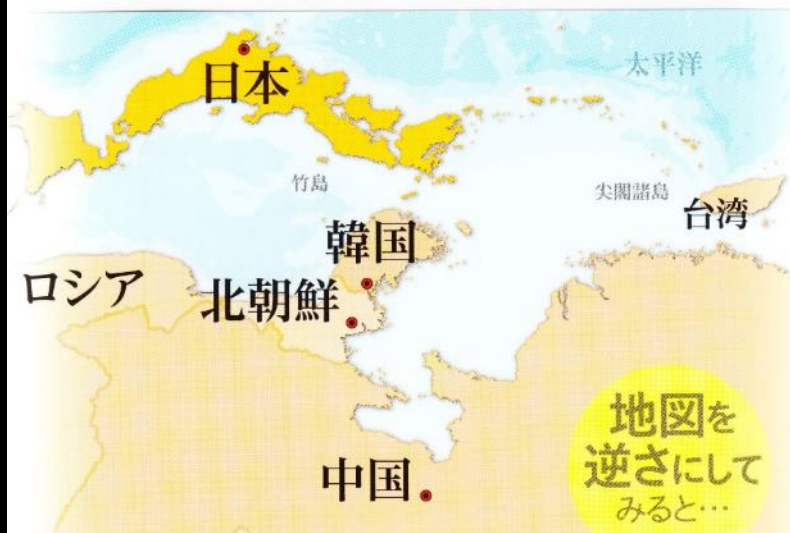 日本
太平洋
竹島
尖閣諸島
台湾
韓国
ロシア
北朝鮮
中国
地図を
逆さにして
みると…